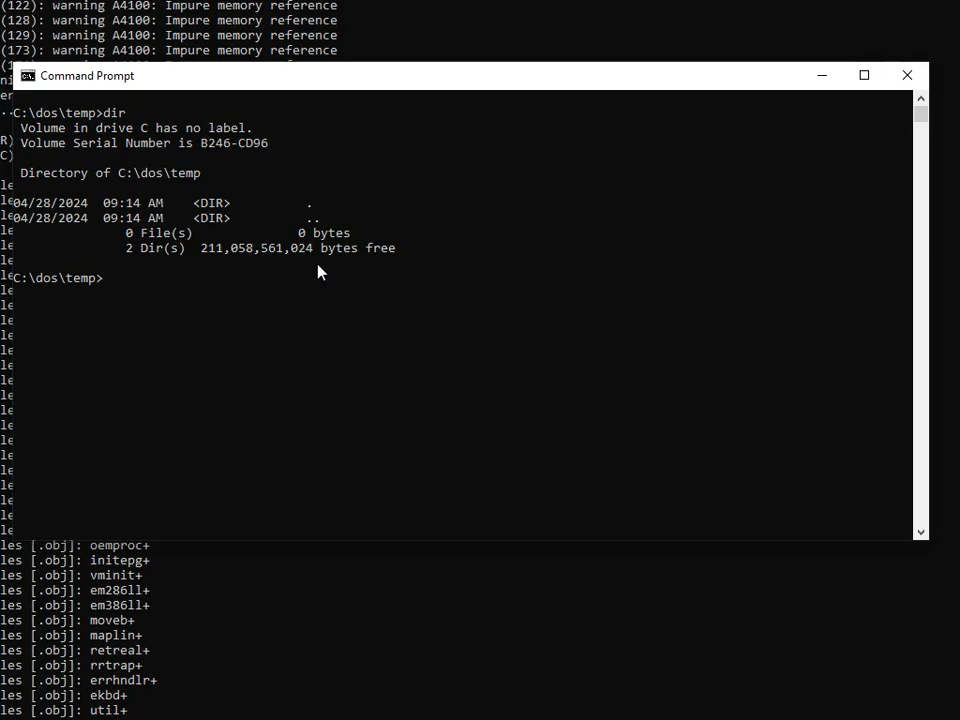 (122): warning A4100: Impure memory reference
(128): warning A4100: Impure memory reference
(129): warning A4100: Impure memory reference
(173): warning A4100: Impure memory reference
Command Prompt
C:\dos\temp>dir
Volume in drive C has no label.
Volume Serial Number is B246-CD96
Directory of C:\dos\temp
04/28/2024  09:14 AM    <DIR>          .
04/28/2024  09:14 AM    <DIR>          ..
0 File(s)              0 bytes
2 Dir(s)  211,058,561,024 bytes free
C:\dos\temp>
les [.obj]: oemproc+
les [.obj]: initepg+
les [.obj]: vminit+
les [.obj]: em286ll+
les [.obj]: em386ll+
les [.obj]: moveb+
les [.obj]: maplin+
les [.obj]: retreal+
les [.obj]: rrtrap+
les [.obj]: errhndlr+
les [.obj]: ekbd+
les [.obj]: util+